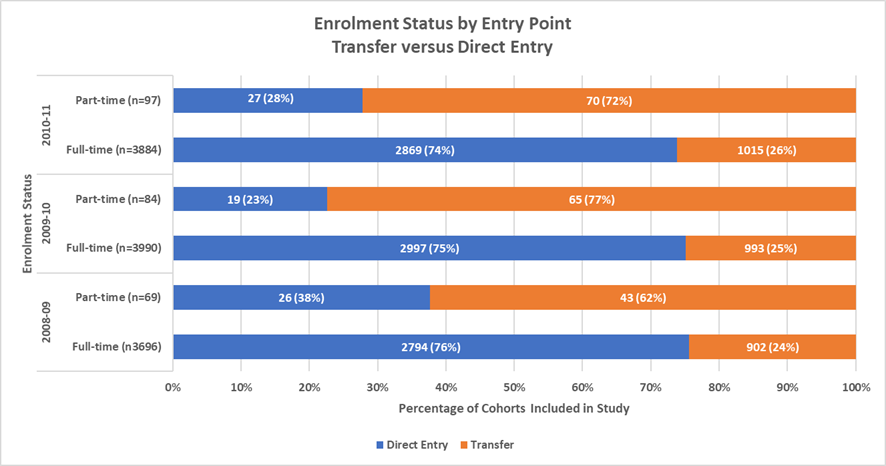 Enrolment Status by Entry Point
Transfer versus Direct Entry
Enrolment Status
2010-11
Part-time (n=97)
27 (28%)
70 (72%)
Full-time (n=3884)
2869 (74%)
1015 (26%)
2009-10
Part-time (n=84)
19 (23%)
65 (77%)
Full-time (n=3990)
2997 (75%)
993 (25%)
2008-09
Part-time (n=69)
26 (38%)
43 (62%)
Full-time (n3696)
2794 (76%)
902 (24%)
0% 10% 20% 30% 40% 50% 60% 70% 80% 90% 100%
Percentage of Cohorts Included in Study
Direct Entry Transfer